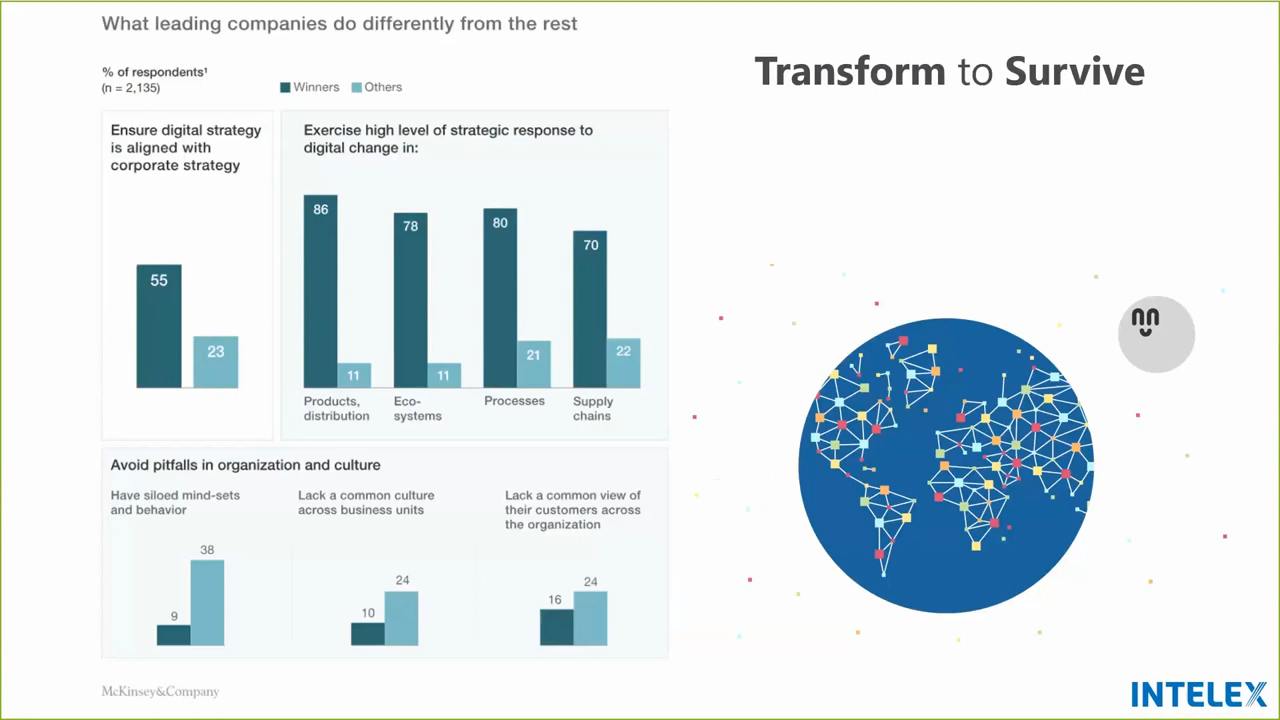 What leading companies do differently from the rest
Transform to Survive
% of respondents¹
(n = 2,135)
Winners
Others
Ensure digital strategy
is aligned with
corporate strategy
55
23
Exercise high level of strategic response to
digital change in:
86
11
78
11
80
21
70
22
Products,
distribution
Eco-
systems
Processes
Supply
chains
Avoid pitfalls in organization and culture
Have siloed mind-sets
and behavior
9
38
Lack a common culture
across business units
10
24
Lack a common view of
their customers across
the organization
16
24
McKinsey&Company
INTELEX